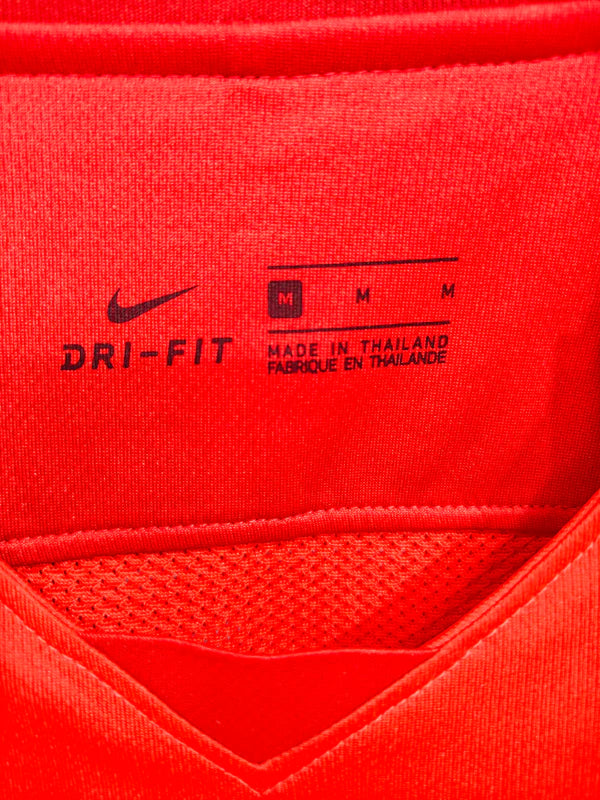 DRI-FIT
M M M
MADE IN THAILAND
FABRIQUE EN THAILANDE